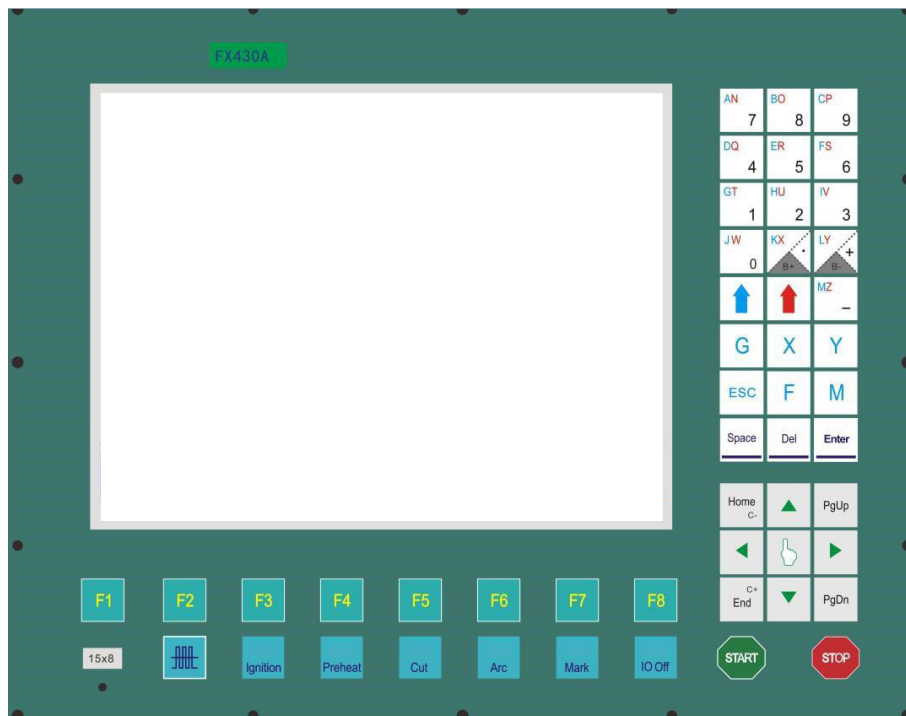 FX430A
AN 7 BO 8 CP 9
DQ 4 ER 5 FS 6
GT 1 HU 2 IV 3
JW 0 KX . B+ LY + B-
MZ –
G X Y
ESC F M
Space Del Enter
Home C- PgUp
C+ End PgDn
F1 F2 F3 F4 F5 F6 F7 F8
15x8 Ignition Preheat Cut Arc Mark IO Off START STOP